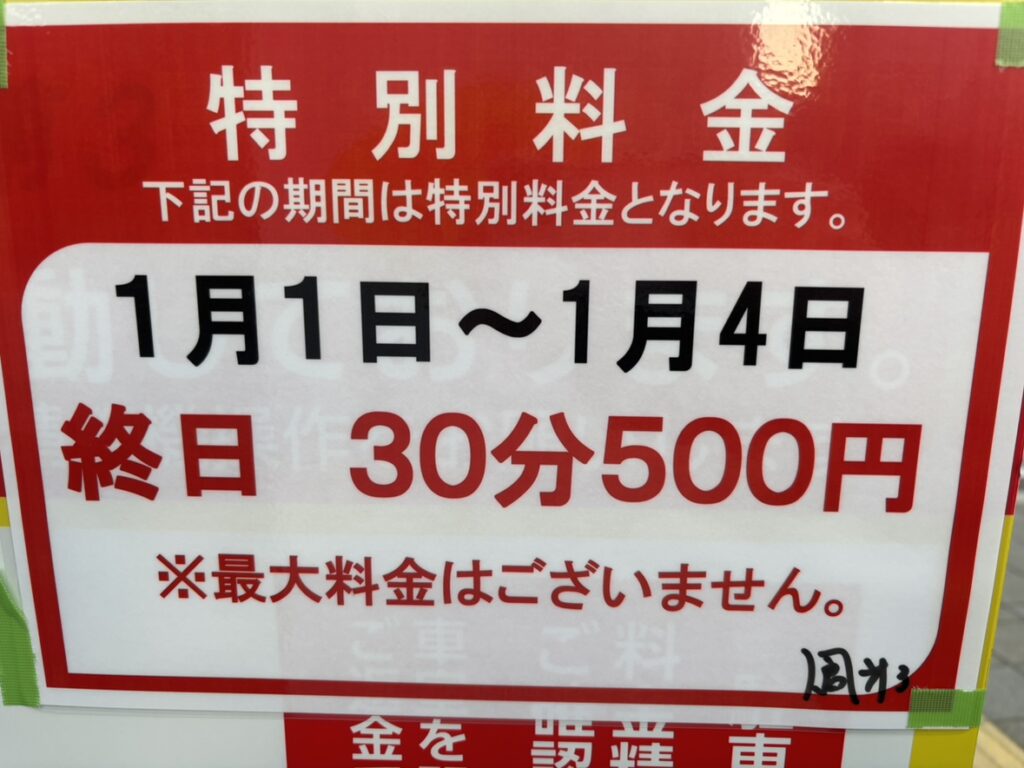 特別料金
下記の期間は特別料金となります。
1月1日～1月4日
終日 30分500円
※最大料金はございません。